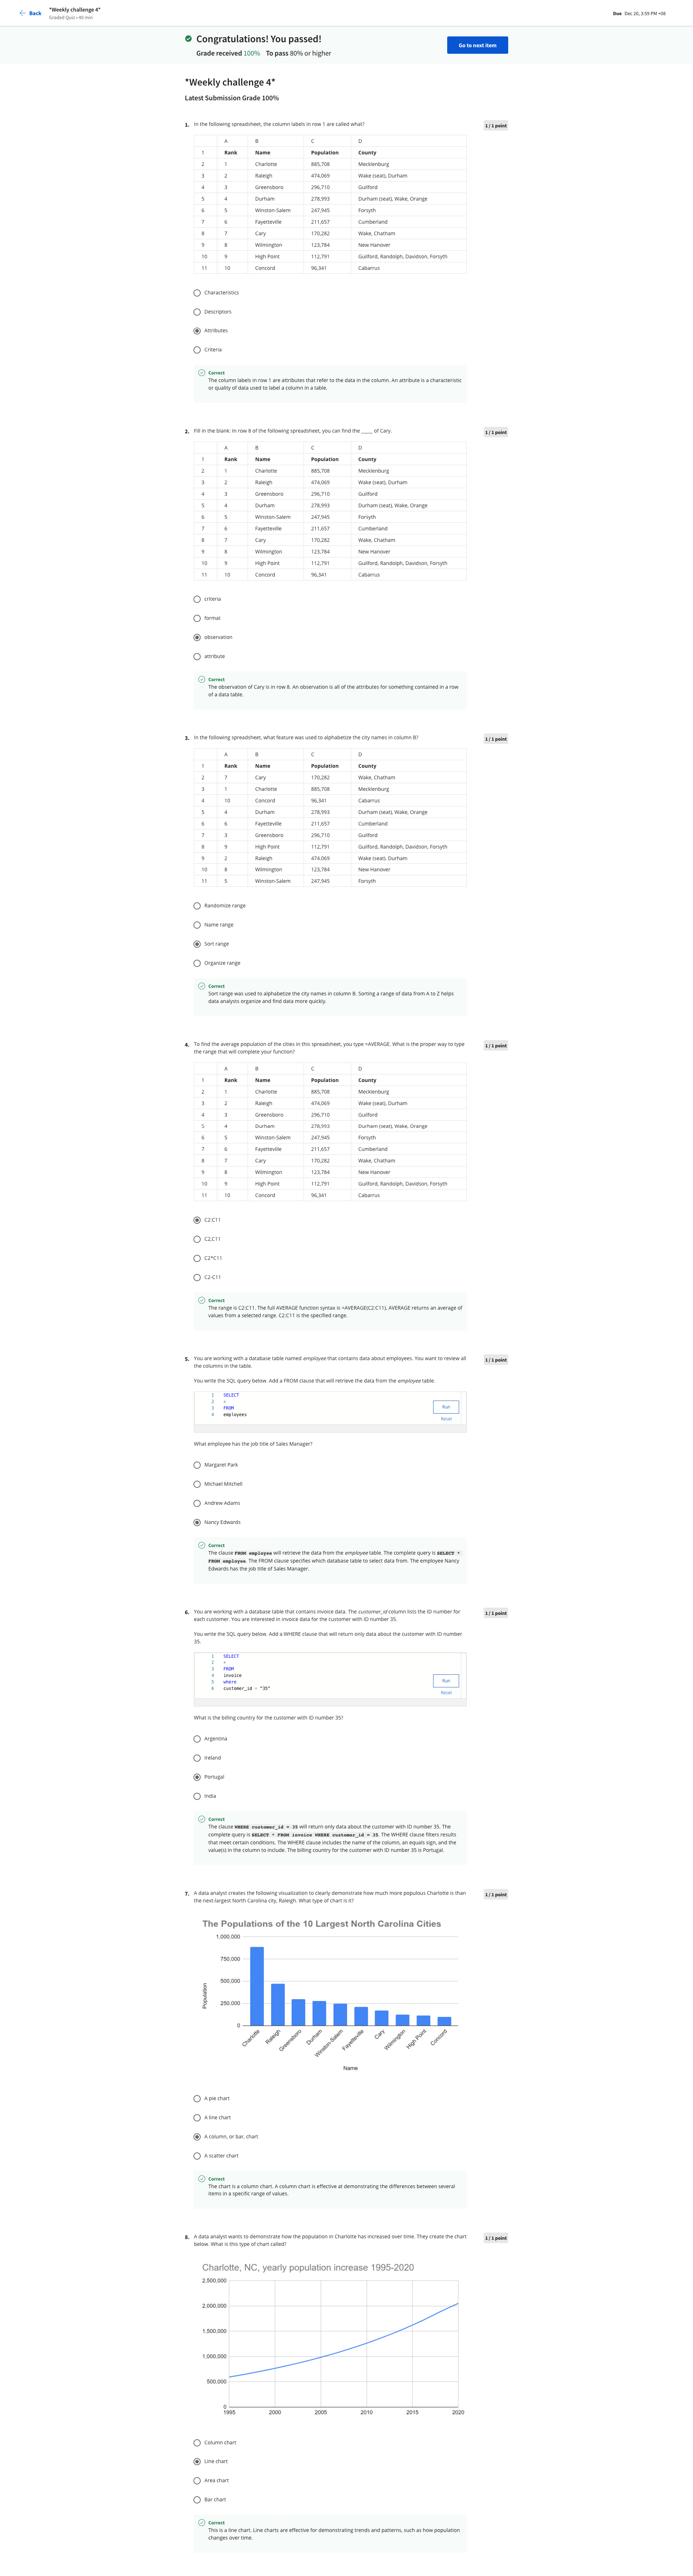 Back
*Weekly challenge 4*
Graded Quiz • 40 min
Due Dec 20, 3:59 PM +08
Congratulations! You passed!
Grade received 100% To pass 80% or higher
Go to next item
*Weekly challenge 4*
Latest Submission Grade 100%
1. In the following spreadsheet, the column labels in row 1 are called what?
1 / 1 point
A B C D
1 Rank Name Population County
2 1 Charlotte 885,708 Mecklenburg
3 2 Raleigh 474,069 Wake (seat), Durham
4 3 Greensboro 296,710 Guilford
5 4 Durham 278,993 Durham (seat), Wake, Orange
6 5 Winston-Salem 247,945 Forsyth
7 6 Fayetteville 211,657 Cumberland
8 7 Cary 170,282 Wake, Chatham
9 8 Wilmington 123,784 New Hanover
10 9 High Point 112,791 Guilford, Randolph, Davidson, Forsyth
11 10 Concord 96,341 Cabarrus
Characteristics
Descriptors
Attributes
Criteria
Correct
The column labels in row 1 are attributes that refer to the data in the column. An attribute is a characteristic
or quality of data used to label a column in a table.
2. Fill in the blank: In row 8 of the following spreadsheet, you can find the _____ of Cary.
1 / 1 point
A B C D
1 Rank Name Population County
2 1 Charlotte 885,708 Mecklenburg
3 2 Raleigh 474,069 Wake (seat), Durham
4 3 Greensboro 296,710 Guilford
5 4 Durham 278,993 Durham (seat), Wake, Orange
6 5 Winston-Salem 247,945 Forsyth
7 6 Fayetteville 211,657 Cumberland
8 7 Cary 170,282 Wake, Chatham
9 8 Wilmington 123,784 New Hanover
10 9 High Point 112,791 Guilford, Randolph, Davidson, Forsyth
11 10 Concord 96,341 Cabarrus
criteria
format
observation
attribute
Correct
The observation of Cary is in row 8. An observation is all of the attributes for something contained in a row
of a data table.
3. In the following spreadsheet, what feature was used to alphabetize the city names in column B?
1 / 1 point
A B C D
1 Rank Name Population County
2 7 Cary 170,282 Wake, Chatham
3 1 Charlotte 885,708 Mecklenburg
4 10 Concord 96,341 Cabarrus
5 4 Durham 278,993 Durham (seat), Wake, Orange
6 6 Fayetteville 211,657 Cumberland
7 3 Greensboro 296,710 Guilford
8 9 High Point 112,791 Guilford, Randolph, Davidson, Forsyth
9 2 Raleigh 474,069 Wake (seat), Durham
10 8 Wilmington 123,784 New Hanover
11 5 Winston-Salem 247,945 Forsyth
Randomize range
Name range
Sort range
Organize range
Correct
Sort range was used to alphabetize the city names in column B. Sorting a range of data from A to Z helps
data analysts organize and find data more quickly.
4. To find the average population of the cities in this spreadsheet, you type =AVERAGE. What is the proper way to type
the range that will complete your function?
1 / 1 point
A B C D
1 Rank Name Population County
2 1 Charlotte 885,708 Mecklenburg
3 2 Raleigh 474,069 Wake (seat), Durham
4 3 Greensboro 296,710 Guilford
5 4 Durham 278,993 Durham (seat), Wake, Orange
6 5 Winston-Salem 247,945 Forsyth
7 6 Fayetteville 211,657 Cumberland
8 7 Cary 170,282 Wake, Chatham
9 8 Wilmington 123,784 New Hanover
10 9 High Point 112,791 Guilford, Randolph, Davidson, Forsyth
11 10 Concord 96,341 Cabarrus
C2:C11
C2,C11
C2*C11
C2-C11
Correct
The range is C2:C11. The full AVERAGE function syntax is =AVERAGE(C2:C11). AVERAGE returns an average of
values from a selected range. C2:C11 is the specified range.
5. You are working with a database table named employee that contains data about employees. You want to review all
the columns in the table.
1 / 1 point
You write the SQL query below. Add a FROM clause that will retrieve the data from the employee table.
1 SELECT
2 *
3 FROM
4 employees
Run
Reset
What employee has the job title of Sales Manager?
Margaret Park
Michael Mitchell
Andrew Adams
Nancy Edwards
Correct
The clause FROM employee will retrieve the data from the employee table. The complete query is SELECT *
FROM employee. The FROM clause specifies which database table to select data from. The employee Nancy
Edwards has the job title of Sales Manager.
6. You are working with a database table that contains invoice data. The customer_id column lists the ID number for
each customer. You are interested in invoice data for the customer with ID number 35.
1 / 1 point
You write the SQL query below. Add a WHERE clause that will return only data about the customer with ID number
35.
1 SELECT
2 *
3 FROM
4 invoice
5 where
6 customer_id = "35"
Run
Reset
What is the billing country for the customer with ID number 35?
Argentina
Ireland
Portugal
India
Correct
The clause WHERE customer_id = 35 will return only data about the customer with ID number 35. The
complete query is SELECT * FROM invoice WHERE customer_id = 35. The WHERE clause filters results
that meet certain conditions. The WHERE clause includes the name of the column, an equals sign, and the
value(s) in the column to include. The billing country for the customer with ID number 35 is Portugal.
7. A data analyst creates the following visualization to clearly demonstrate how much more populous Charlotte is than
the next-largest North Carolina city, Raleigh. What type of chart is it?
1 / 1 point
The Populations of the 10 Largest North Carolina Cities
1,000,000
750,000
500,000
250,000
0
Population
Charlotte
Raleigh
Greensboro
Durham
Winston-Salem
Fayetteville
Cary
Wilmington
High Point
Concord
Name
A pie chart
A line chart
A column, or bar, chart
A scatter chart
Correct
The chart is a column chart. A column chart is effective at demonstrating the differences between several
items in a specific range of values.
8. A data analyst wants to demonstrate how the population in Charlotte has increased over time. They create the chart
below. What is this type of chart called?
1 / 1 point
Charlotte, NC, yearly population increase 1995-2020
2,500,000
2,000,000
1,500,000
1,000,000
500,000
0
1995 2000 2005 2010 2015 2020
Column chart
Line chart
Area chart
Bar chart
Correct
This is a line chart. Line charts are effective for demonstrating trends and patterns, such as how population
changes over time.